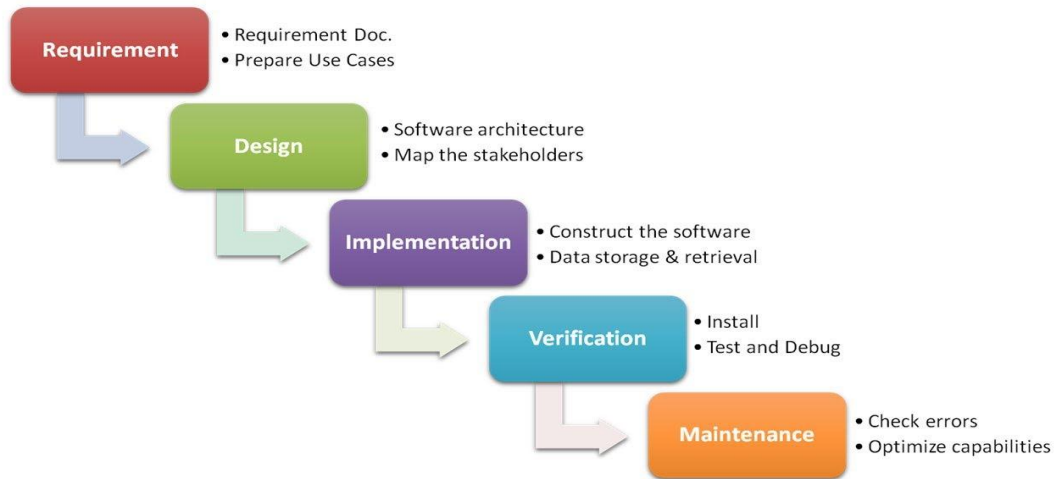 Requirement
• Requirement Doc.
• Prepare Use Cases
Design
• Software architecture
• Map the stakeholders
Implementation
• Construct the software
• Data storage & retrieval
Verification
• Install
• Test and Debug
Maintenance
• Check errors
• Optimize capabilities